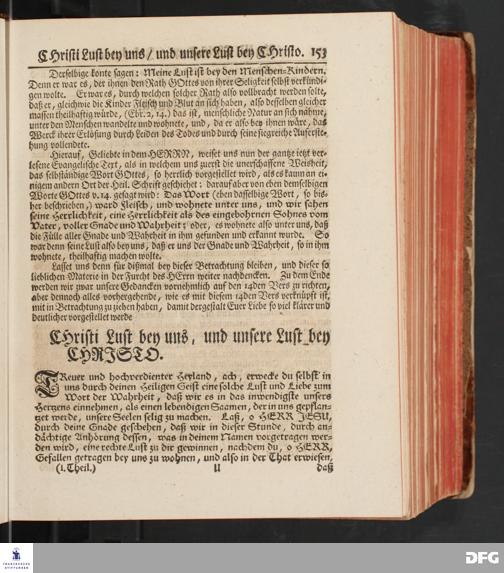 CHristi Lust bey uns / und unsere Lust bey CHristo. 153
Derselbige konte sagen: Meine Lust ist bey den Menschen-Kindern.
Denn er war es, der ihnen den Rath GOttes von ihrer Seligkeit selbst verkündi-
gen wolte. Er war es, durch welchen solcher Rath also vollbracht werden solte,
daß er, gleichwie die Kinder Fleisch und Blut an sich haben, also desselben gleicher
massen theilhaftig würde, (Ebr. 2, 14.) das ist, menschliche Natur an sich nähme,
unter den Menschen wandelte und wohnete, und, da er also bey ihnen wäre, das
Werck ihrer Erlösung durch Leiden des Todes und durch seine siegreiche Auferste-
hung vollendete.
Hierauf, Geliebte in dem HERRN, weiset uns nun der gantze ietzt ver-
lesene Evangelische Text, als in welchem uns zuerst die unerschaffene Weisheit,
das selbständige Wort GOttes, so herrlich vorgestellet wird, als es kaum an ei-
nigem andern Ort der Heil. Schrift geschiehet: darauf aber von eben demselbigen
Worte GOttes v. 14. gesagt wird: Das Wort (eben dasselbige Wort, so bis-
her beschrieben,) ward Fleisch, und wohnete unter uns, und wir sahen
seine Herrlichkeit, eine Herrlichkeit als des eingebohrnen Sohnes vom
Vater, voller Gnade und Wahrheit; oder, es wohnete also unter uns, daß
die Fülle aller Gnade und Wahrheit in ihm gefunden und erkannt wurde. So
war denn seine Lust also bey uns, daß er uns der Gnade und Wahrheit, so in ihm
wohnete, theilhaftig machen wolte.
Lasset uns denn für dißmal bey dieser Betrachtung bleiben, und dieser so
lieblichen Materie in der Furcht des HErrn weiter nachdencken. Zu dem Ende
werden wir zwar unsere Gedancken vornehmlich auf den 14den Vers zu richten,
aber dennoch alles vorhergehende, wie es mit diesem 14den Vers verknüpft ist,
mit in Betrachtung zu ziehen haben, damit dergestalt Euer Liebe so viel klärer und
deutlicher vorgestellet werde
CHristi Lust bey uns, und unsere Lust bey
CHRISTO.
TReuer und hochverdienter Heyland, ach, erwecke du selbst in
uns durch deinen Heiligen Geist eine solche Lust und Liebe zum
Wort der Wahrheit, daß wir es in das inwendigste unsers
Hertzens einnehmen, als einen lebendigen Saamen, der in uns gepflan-
tzet werde, unsere Seelen selig zu machen. Laß, o HERR JESU,
durch deine Gnade geschehen, daß wir in dieser Stunde, durch an-
dächtige Anhörung dessen, was in deinem Namen vorgetragen wer-
den wird, eine rechte Lust zu dir gewinnen, nachdem du, o HERR,
Gefallen getragen bey uns zu wohnen, und also in der That erwiesen,
(I. Theil.) U daß
FRANCKESCHE
STIFTUNGEN
DFG